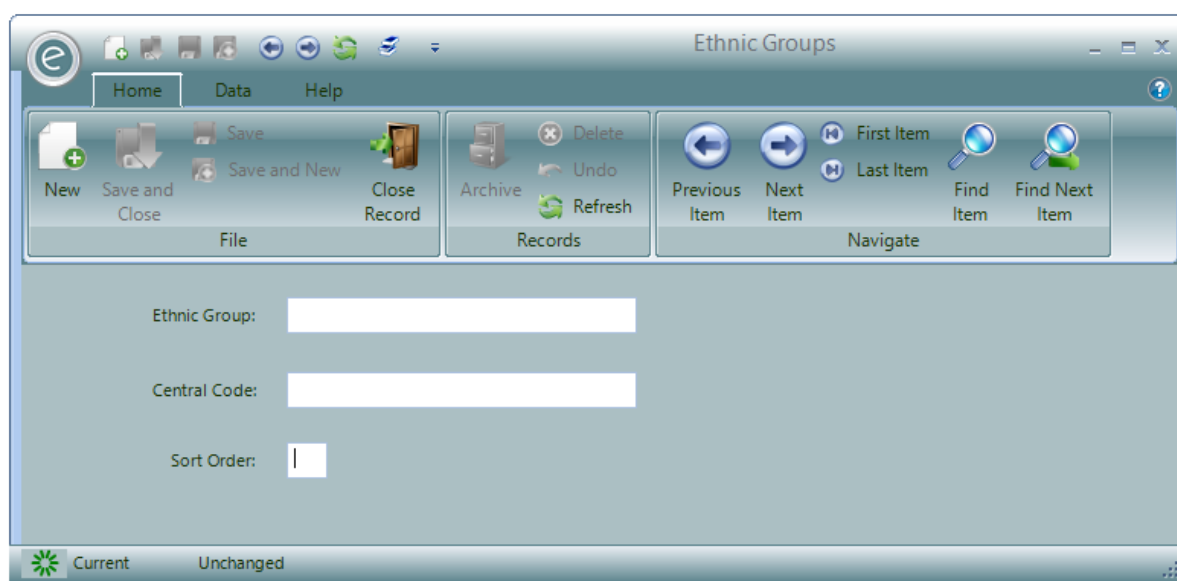 e
Ethnic Groups
Home Data Help
New
Save and Close
Save
Save and New
Close Record
File
Archive
Delete
Undo
Refresh
Records
Previous Item
Next Item
First Item
Last Item
Find Item
Find Next Item
Navigate
Ethnic Group:
Central Code:
Sort Order:
Current Unchanged